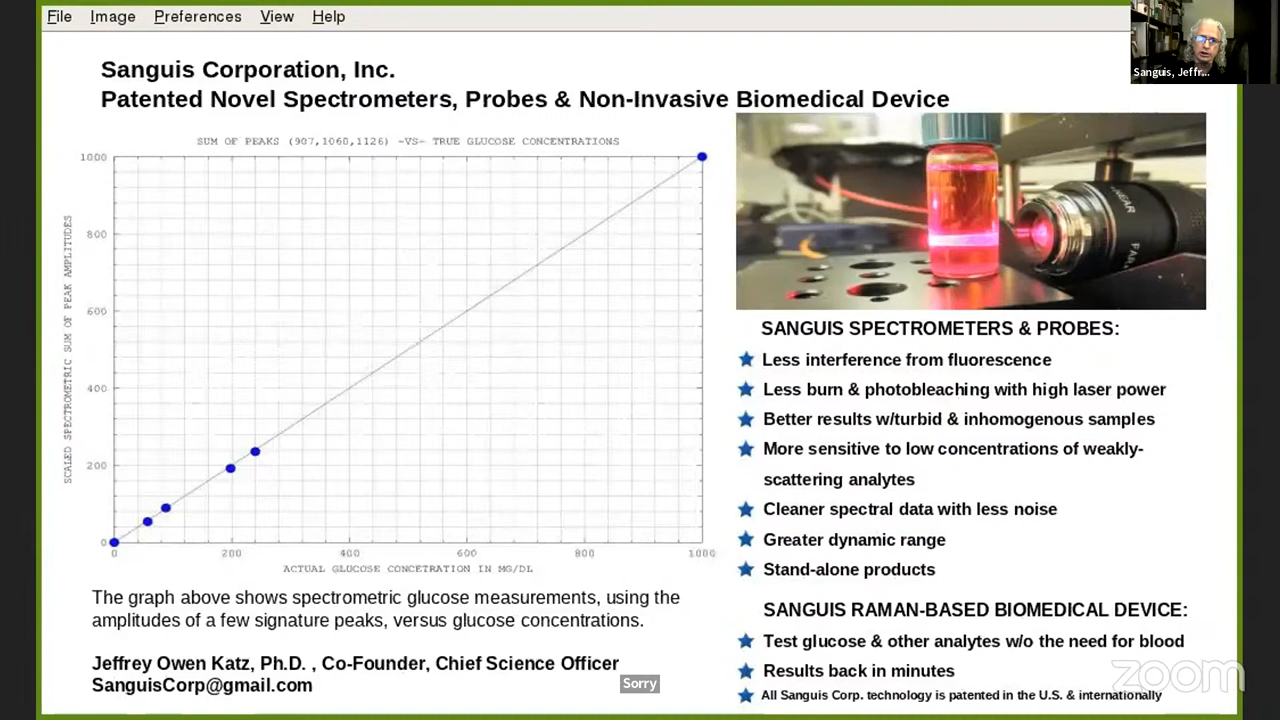 File Image Preferences View Help
Sanguis, Jeffr...
Sanguis Corporation, Inc.
Patented Novel Spectrometers, Probes & Non-Invasive Biomedical Device
SUM OF PEAKS (907,1060,1126) -VS- TRUE GLUCOSE CONCENTRATIONS
SCALED SPECTROMETRIC SUM OF PEAK AMPLITUDES
1000
800
600
400
200
0
0 200 400 600 800 1000
ACTUAL GLUCOSE CONCETRATION IN MG/DL
The graph above shows spectrometric glucose measurements, using the
amplitudes of a few signature peaks, versus glucose concentrations.
Jeffrey Owen Katz, Ph.D. , Co-Founder, Chief Science Officer
SanguisCorp@gmail.com
Sorry
NEAR
FAR
SANGUIS SPECTROMETERS & PROBES:
Less interference from fluorescence
Less burn & photobleaching with high laser power
Better results w/turbid & inhomogenous samples
More sensitive to low concentrations of weakly-
scattering analytes
Cleaner spectral data with less noise
Greater dynamic range
Stand-alone products
SANGUIS RAMAN-BASED BIOMEDICAL DEVICE:
Test glucose & other analytes w/o the need for blood
Results back in minutes
All Sanguis Corp. technology is patented in the U.S. & internationally
zoom